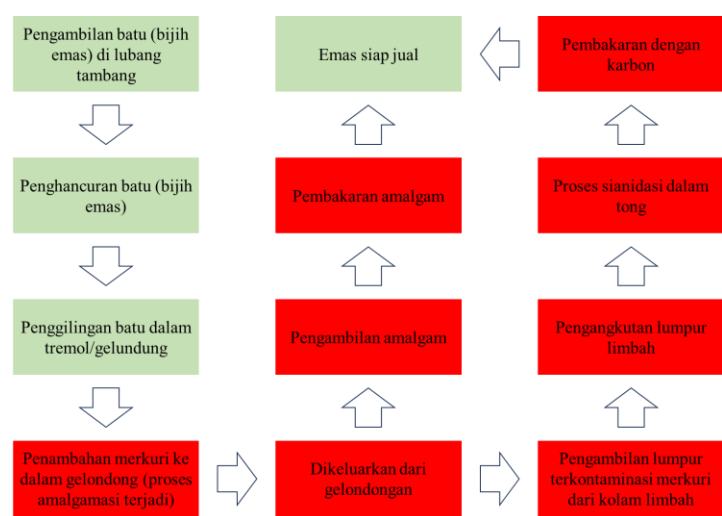 Pengambilan batu (bijih
emas) di lubang
tambang
Penghancuran batu (bijih
emas)
Penggilingan batu dalam
tremol/gelundung
Penambahan merkuri ke
dalam gelondong (proses
amalgamasi terjadi)
Dikeluarkan dari
gelondongan
Pengambilan amalgam
Pembakaran amalgam
Emas siap jual
Pengambilan lumpur
terkontaminasi merkuri
dari kolam limbah
Pengangkutan lumpur
limbah
Proses sianidasi dalam
tong
Pembakaran dengan
karbon